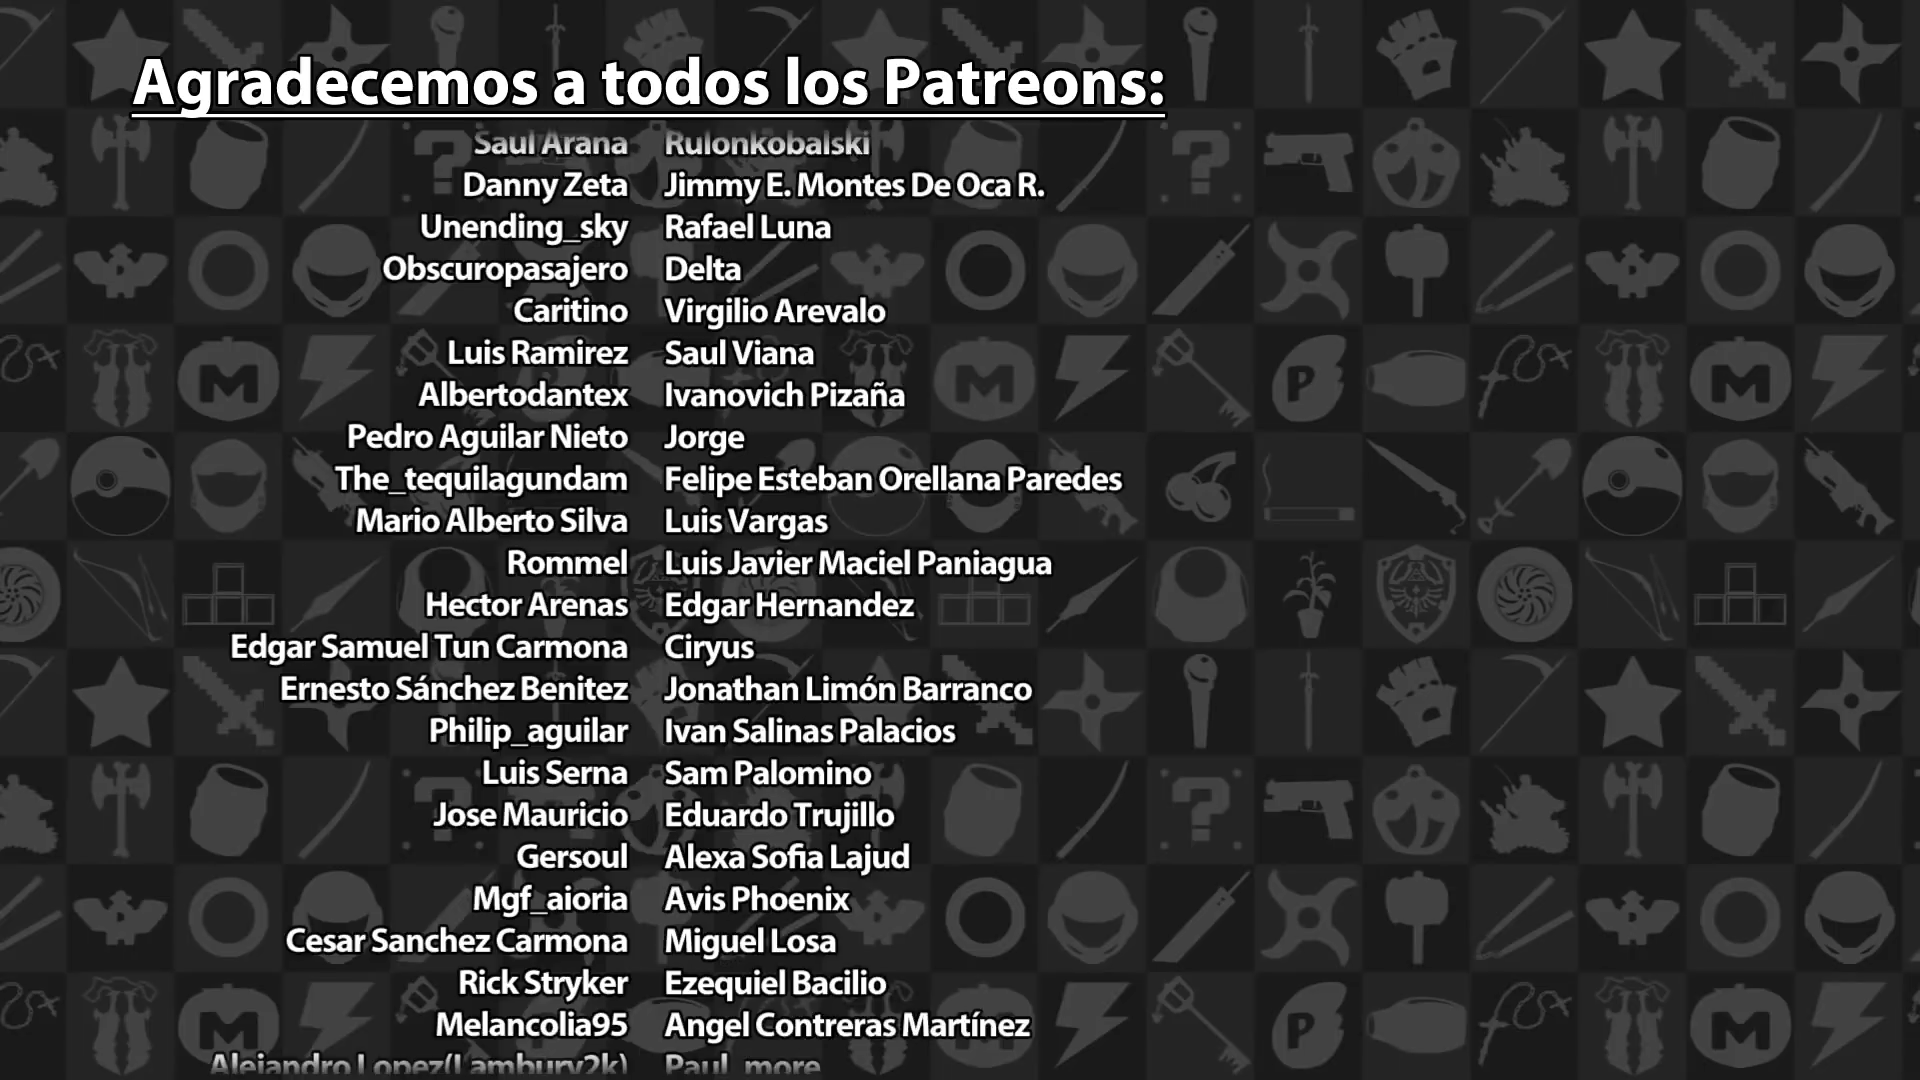 Agradecemos a todos los Patreons:
Saul Arana Rulonkobalski
Danny Zeta Jimmy E. Montes De Oca R.
Unending_sky Rafael Luna
Obscuropasajero Delta
Caritino Virgilio Arevalo
Luis Ramirez Saul Viana
Albertodantex Ivanovich Pizaña
Pedro Aguilar Nieto Jorge
The_tequilagundam Felipe Esteban Orellana Paredes
Mario Alberto Silva Luis Vargas
Rommel Luis Javier Maciel Paniagua
Hector Arenas Edgar Hernandez
Edgar Samuel Tun Carmona Ciryus
Ernesto Sánchez Benitez Jonathan Limón Barranco
Philip_aguilar Ivan Salinas Palacios
Luis Serna Sam Palomino
Jose Mauricio Eduardo Trujillo
Gersoul Alexa Sofia Lajud
Mgf_aioria Avis Phoenix
Cesar Sanchez Carmona Miguel Losa
Rick Stryker Ezequiel Bacilio
Melancolia95 Angel Contreras Martínez
Alejandro Lopez(Lambury2k) Paul_more